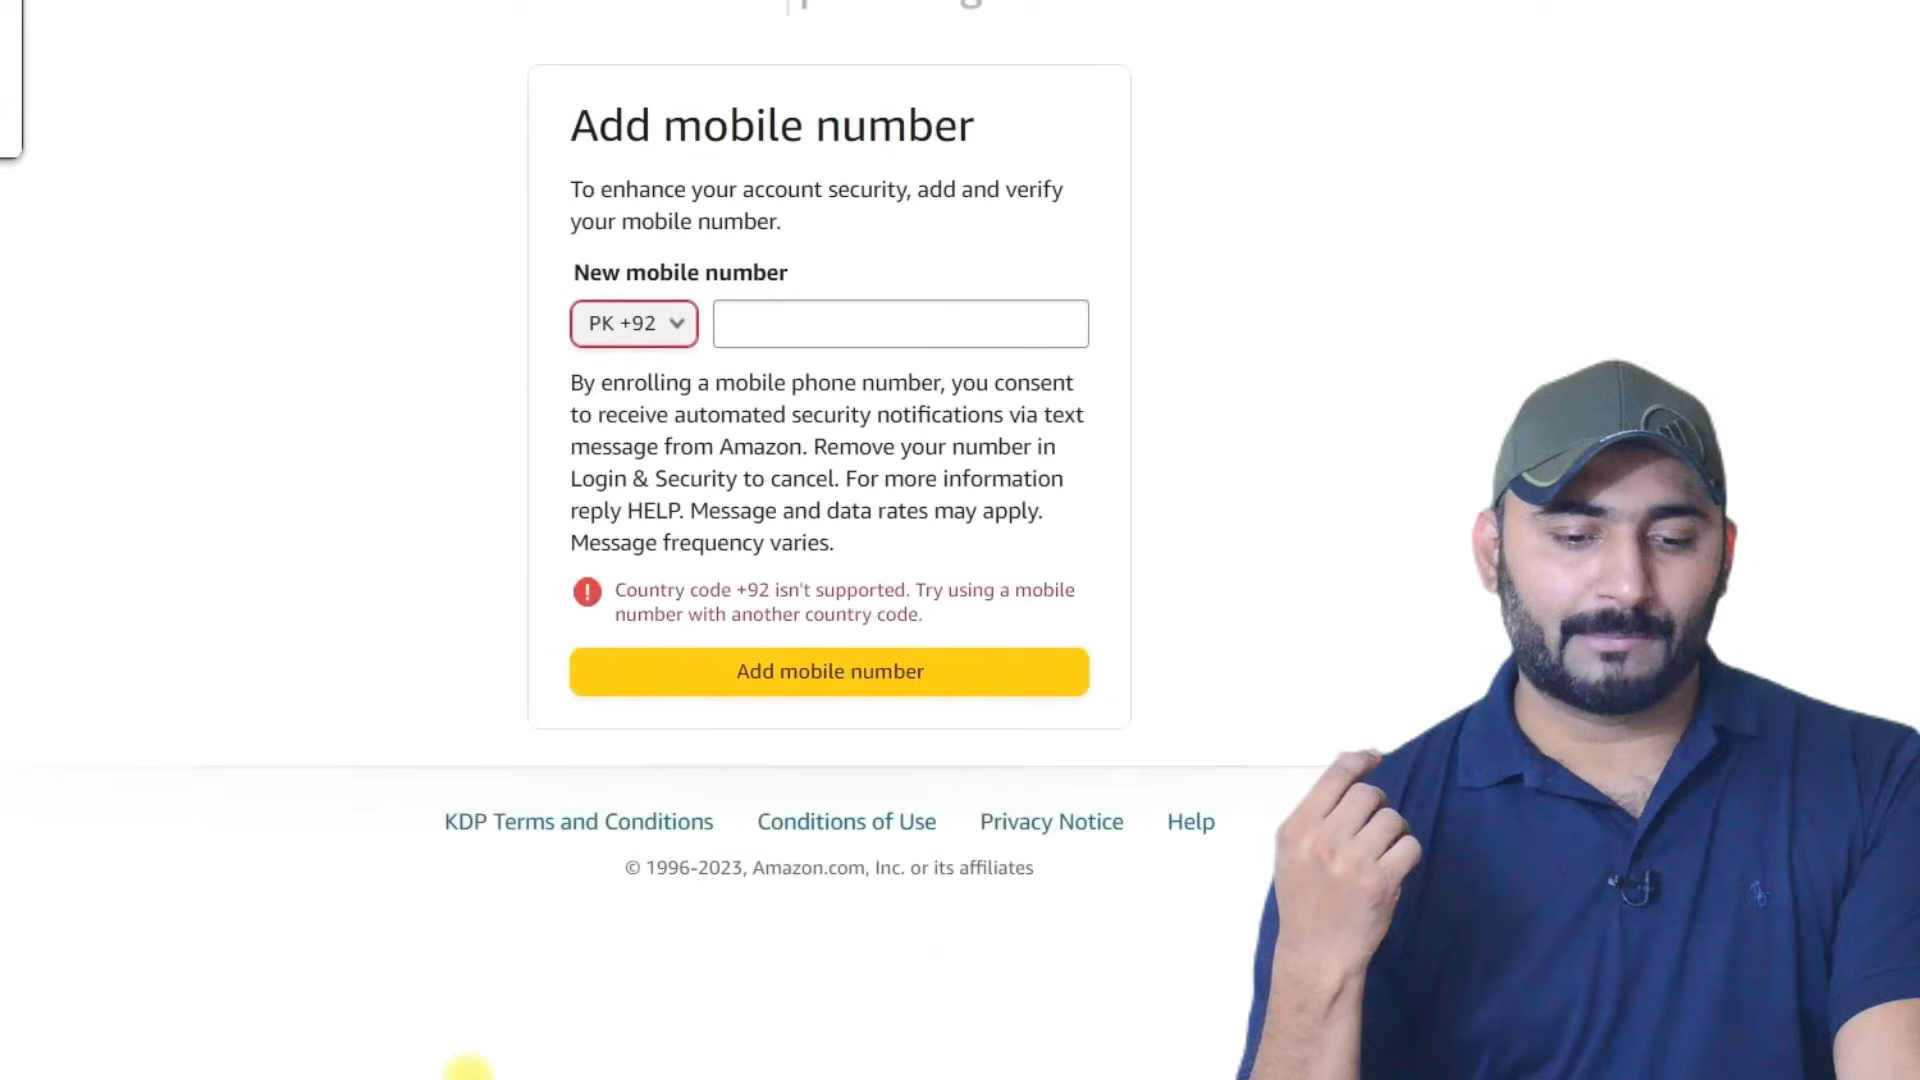 Add mobile number
To enhance your account security, add and verify
your mobile number.
New mobile number
PK +92
By enrolling a mobile phone number, you consent
to receive automated security notifications via text
message from Amazon. Remove your number in
Login & Security to cancel. For more information
reply HELP. Message and data rates may apply.
Message frequency varies.
Country code +92 isn't supported. Try using a mobile
number with another country code.
Add mobile number
KDP Terms and Conditions Conditions of Use Privacy Notice Help
© 1996-2023, Amazon.com, Inc. or its affiliates